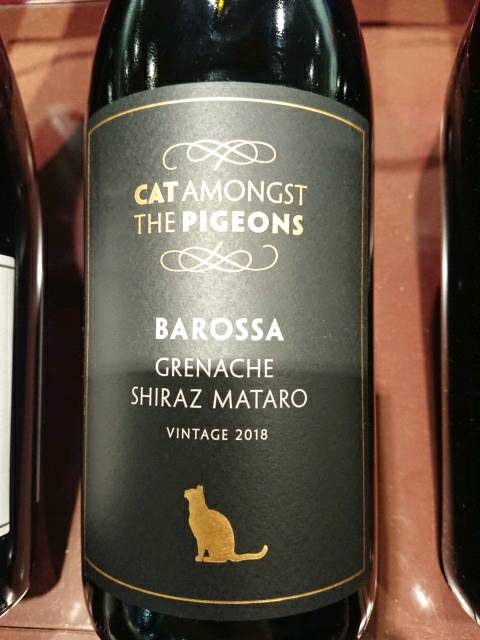 CAT AMONGST
THE PIGEONS
BAROSSA
GRENACHE
SHIRAZ MATARO
VINTAGE 2018